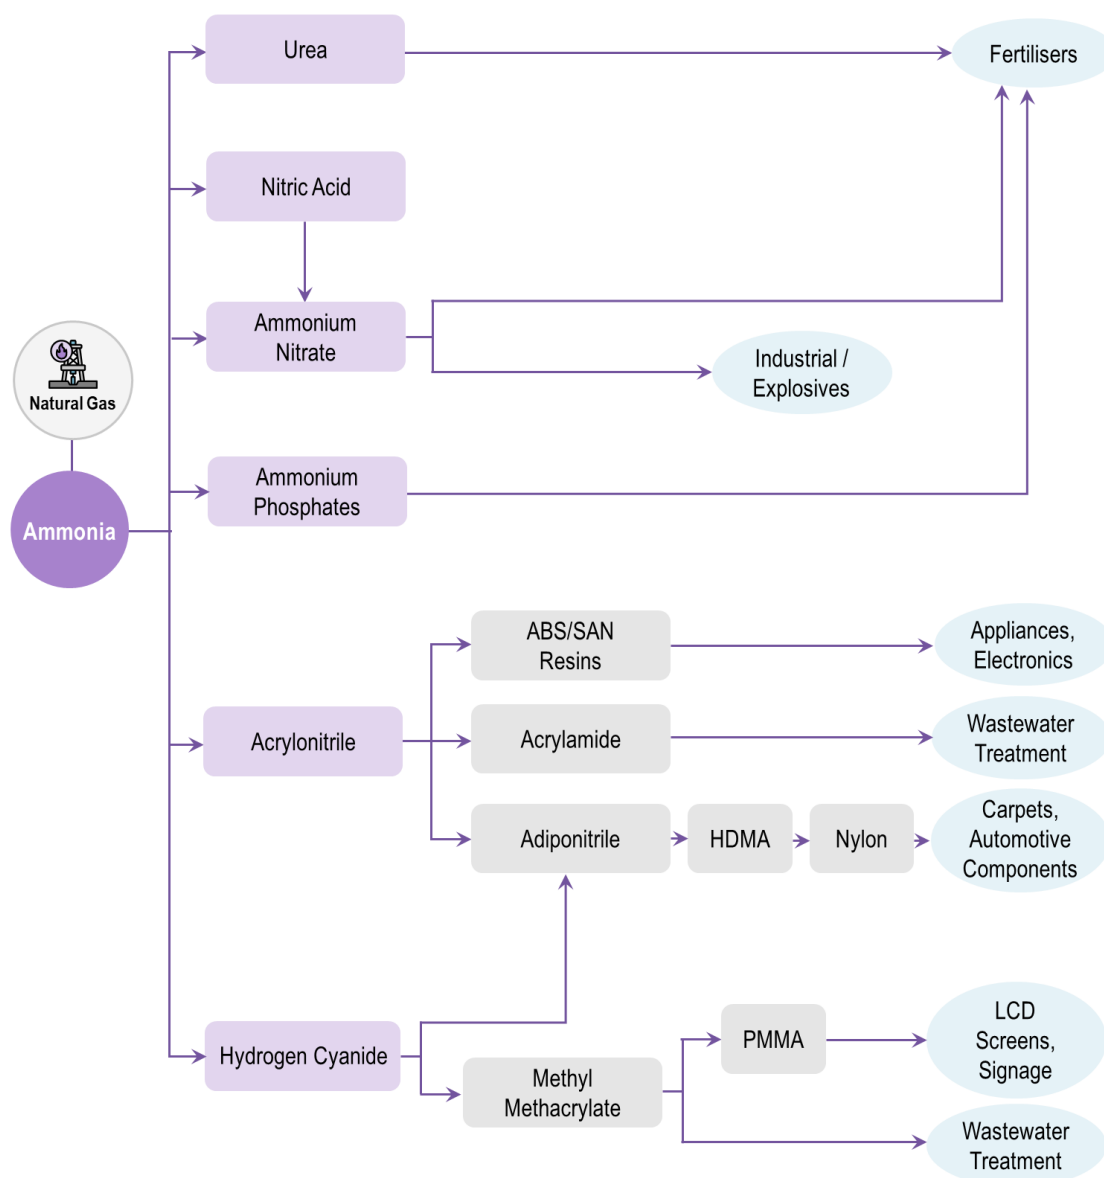 Urea
Fertilisers
Nitric Acid
Ammonium
Nitrate
Industrial /
Explosives
Natural Gas
Ammonium
Phosphates
Ammonia
ABS/SAN
Resins
Appliances,
Electronics
Acrylonitrile
Acrylamide
Wastewater
Treatment
Adiponitrile
HDMA
Nylon
Carpets,
Automotive
Components
Hydrogen Cyanide
PMMA
LCD
Screens,
Signage
Methyl
Methacrylate
Wastewater
Treatment